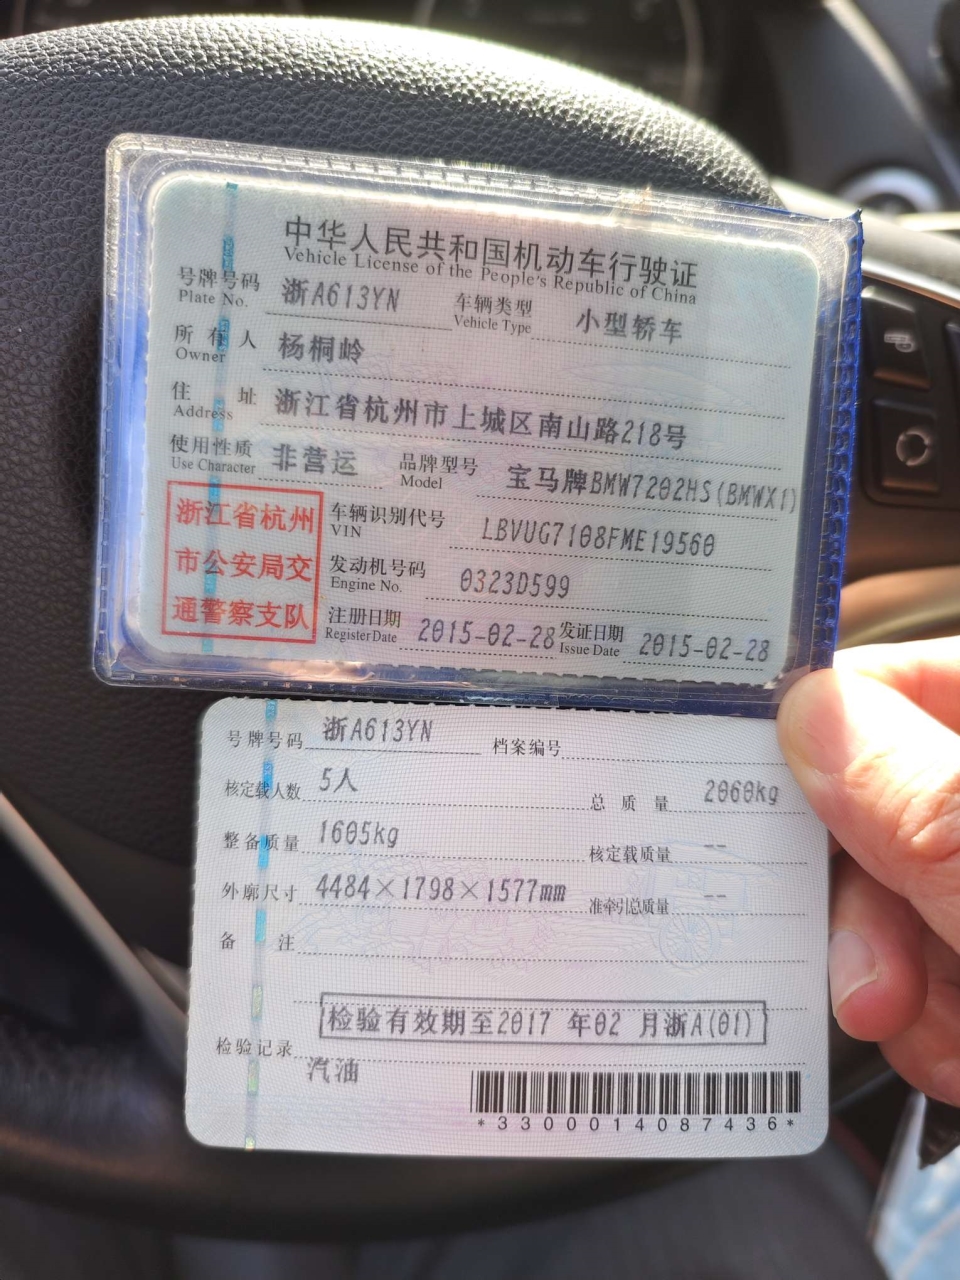 中华人民共和国机动车行驶证
Vehicle License of the People's Republic of China
号牌号码 浙A613YN 车辆类型 小型轿车
Plate No. Vehicle Type
所有人 杨桐岭
Owner
住址 浙江省杭州市上城区南山路218号
Address
使用性质 非营运 品牌型号 宝马牌BMW7202HS(BMWX1)
Use Character Model
浙江省杭州
市公安局交
通警察支队
车辆识别代号 LBVUG7108FME19560
VIN
发动机号码 0323D599
Engine No.
注册日期 2015-02-28 发证日期 2015-02-28
Register Date Issue Date
号牌号码 浙A613YN 档案编号
核定载人数 5人 总质量 2060kg
整备质量 1605kg 核定载质量 --
外廓尺寸 4484×1798×1577mm 准牵引总质量 --
备注
检验有效期至2017 年02 月浙A(01)
检验记录
汽油
*3300014087436*